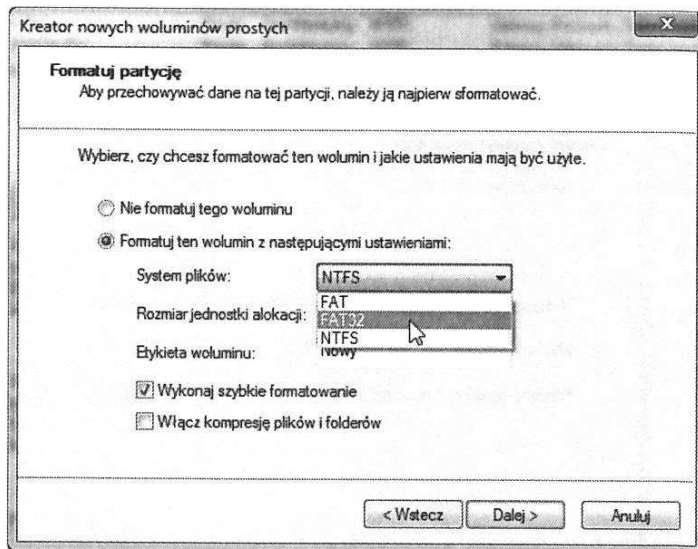 Kreator nowych woluminów prostych
Formatuj partycję
Aby przechowywać dane na tej partycji, należy ją najpierw sformatować.
Wybierz, czy chcesz formatować ten wolumin i jakie ustawienia mają być użyte.
Nie formatuj tego woluminu
Formatuj ten wolumin z następującymi ustawieniami:
System plików: NTFS
FAT
Rozmiar jednostki alokacji: FAT32
NTFS
Etykieta woluminu: Nowy
Wykonaj szybkie formatowanie
Włącz kompresję plików i folderów
< Wstecz Dalej > Anuluj